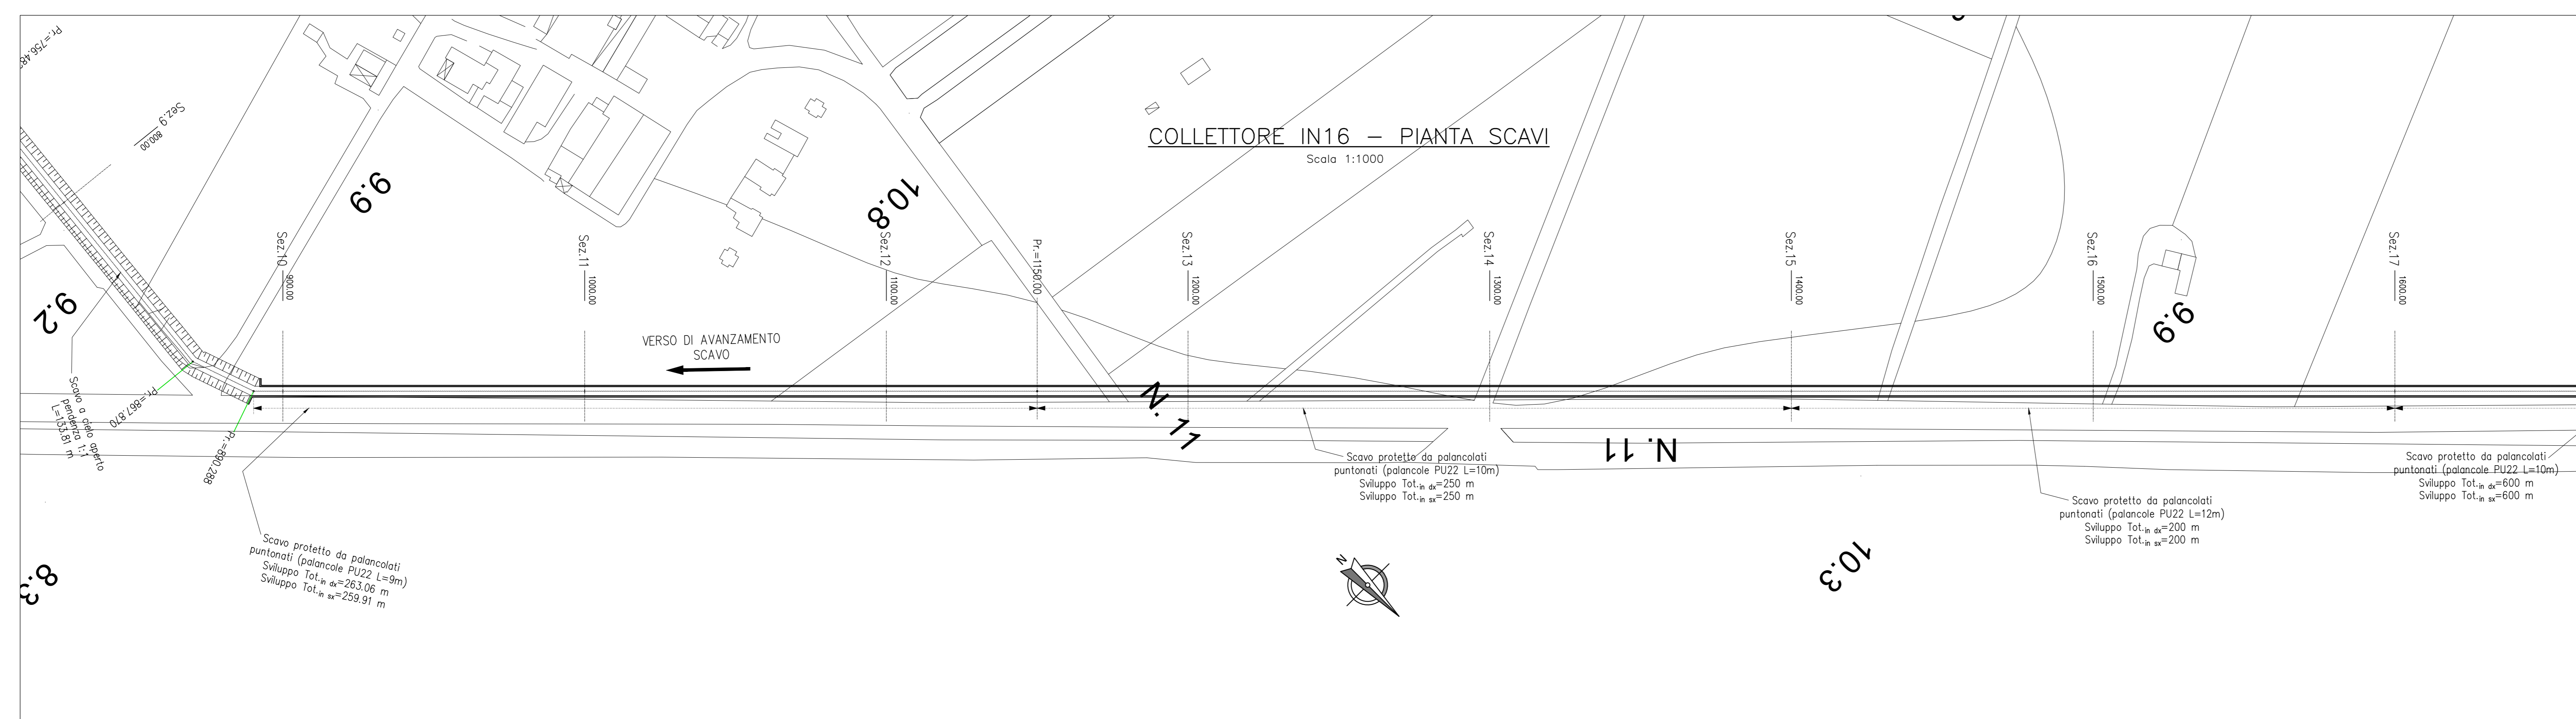 COLLETTORE IN16 – PIANTA SCAVI
Scala 1:1000
Sez.9
800.00
9.9
10.8
9.2
Sez.10
900.00
Sez.11
1000.00
Sez.12
1100.00
Pr.=1150.00
Sez.13
1200.00
Sez.14
1300.00
Sez.15
1400.00
Sez.16
1500.00
9.9
Sez.17
1600.00
VERSO DI AVANZAMENTO
SCAVO
Pr.=867.870
Pr.=890.288
Scavo a cielo aperto
pendenza 1:1
L=133.81 m
N. 11
N. 11
Scavo protetto da palancolati
puntonati (palancole PU22 L=9m)
Sviluppo Tot.in dx=263.06 m
Sviluppo Tot.in sx=259.91 m
Scavo protetto da palancolati
puntonati (palancole PU22 L=10m)
Sviluppo Tot.in dx=250 m
Sviluppo Tot.in sx=250 m
Scavo protetto da palancolati
puntonati (palancole PU22 L=12m)
Sviluppo Tot.in dx=200 m
Sviluppo Tot.in sx=200 m
Scavo protetto da palancolati
puntonati (palancole PU22 L=10m)
Sviluppo Tot.in dx=600 m
Sviluppo Tot.in sx=600 m
8.3
N
10.3